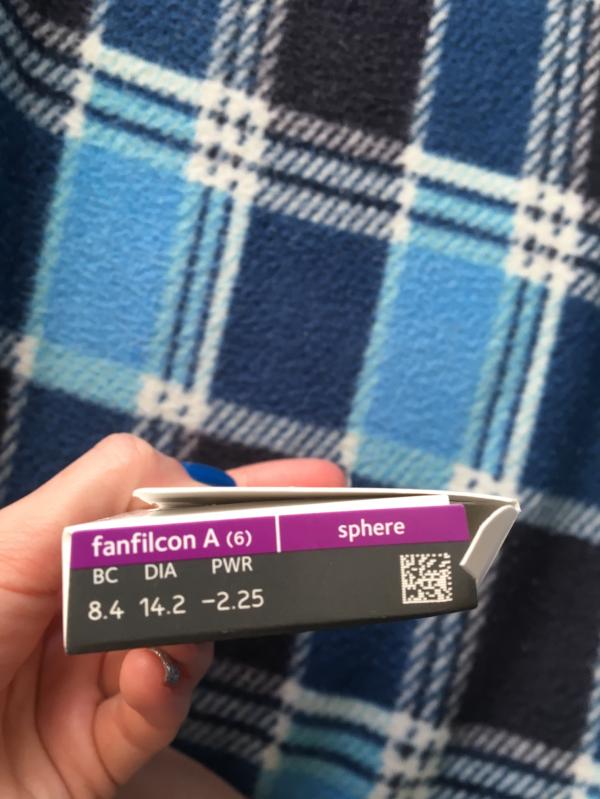 fanfilcon A (6) sphere
BC DIA PWR
8.4 14.2 −2.25